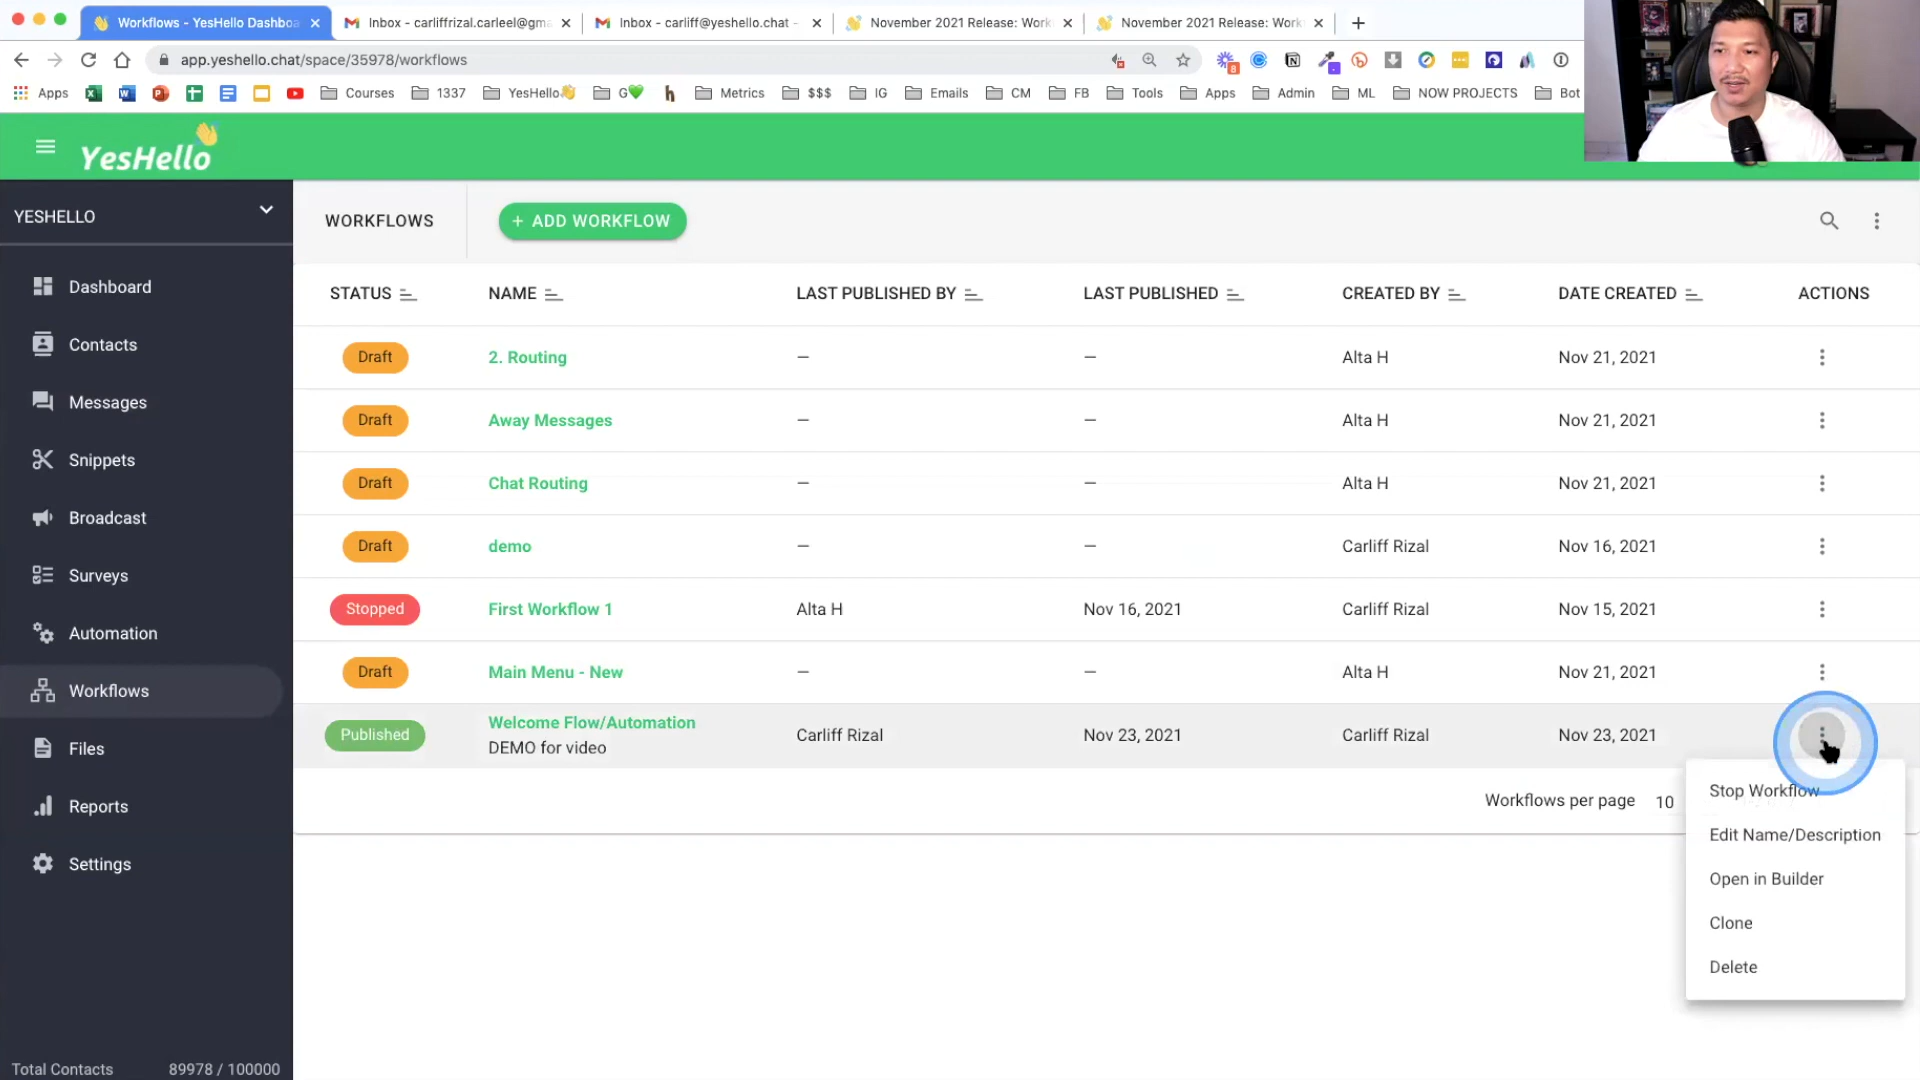 Workflows - YesHello Dashboa
Inbox - carliffrizal.carleel@gma
Inbox - carliff@yeshello.chat -
November 2021 Release: Work
November 2021 Release: Work
app.yeshello.chat/space/35978/workflows
8
Apps
Courses
1337
YesHello👋
G💚
Metrics
$$$
IG
Emails
CM
FB
Tools
Apps
Admin
ML
NOW PROJECTS
Bot
YesHello
YESHELLO
WORKFLOWS
+ ADD WORKFLOW
Dashboard
Contacts
Messages
Snippets
Broadcast
Surveys
Automation
Workflows
Files
Reports
Settings
Total Contacts 89978 / 100000
STATUS NAME LAST PUBLISHED BY LAST PUBLISHED CREATED BY DATE CREATED ACTIONS
Draft 2. Routing — — Alta H Nov 21, 2021
Draft Away Messages — — Alta H Nov 21, 2021
Draft Chat Routing — — Alta H Nov 21, 2021
Draft demo — — Carliff Rizal Nov 16, 2021
Stopped First Workflow 1 Alta H Nov 16, 2021 Carliff Rizal Nov 15, 2021
Draft Main Menu - New — — Alta H Nov 21, 2021
Published Welcome Flow/Automation Carliff Rizal Nov 23, 2021 Carliff Rizal Nov 23, 2021
DEMO for video
Workflows per page 10
Stop Workflow
Edit Name/Description
Open in Builder
Clone
Delete